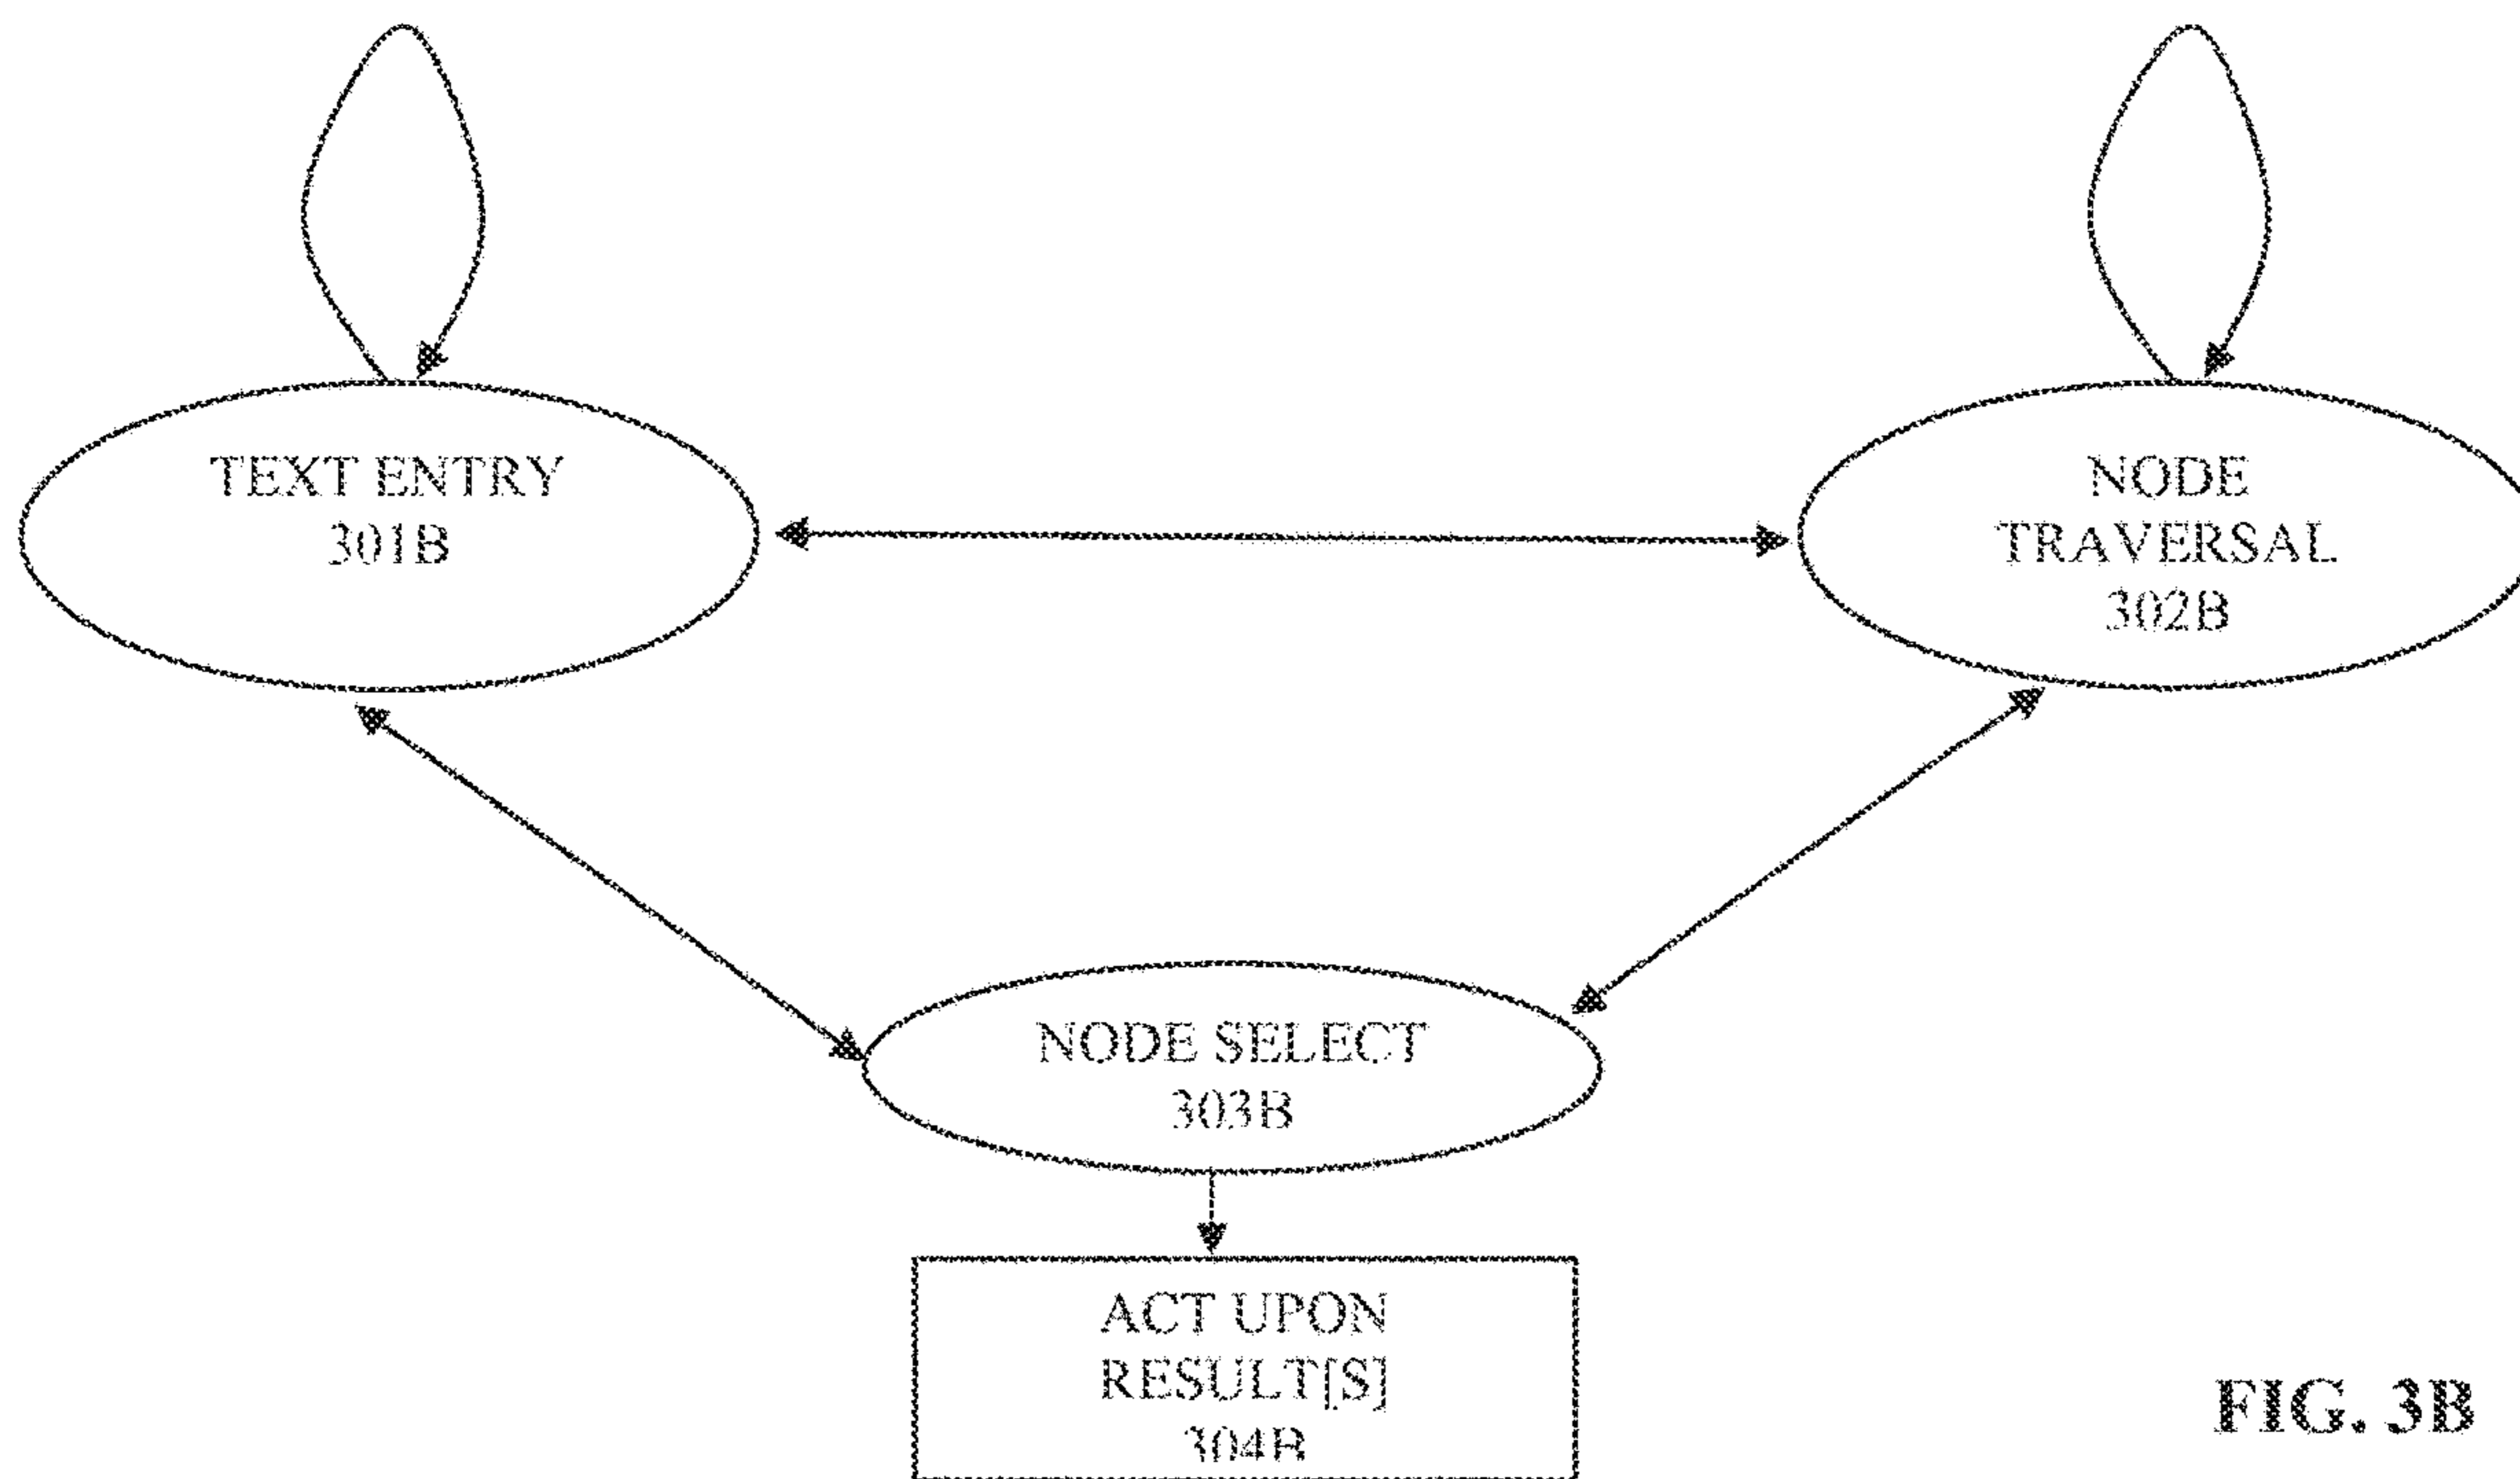 TEXT ENTRY
301B
NODE
TRAVERSAL
302B
NODE SELECT
303B
ACT UPON
RESULT[S]
304B
FIG. 3B